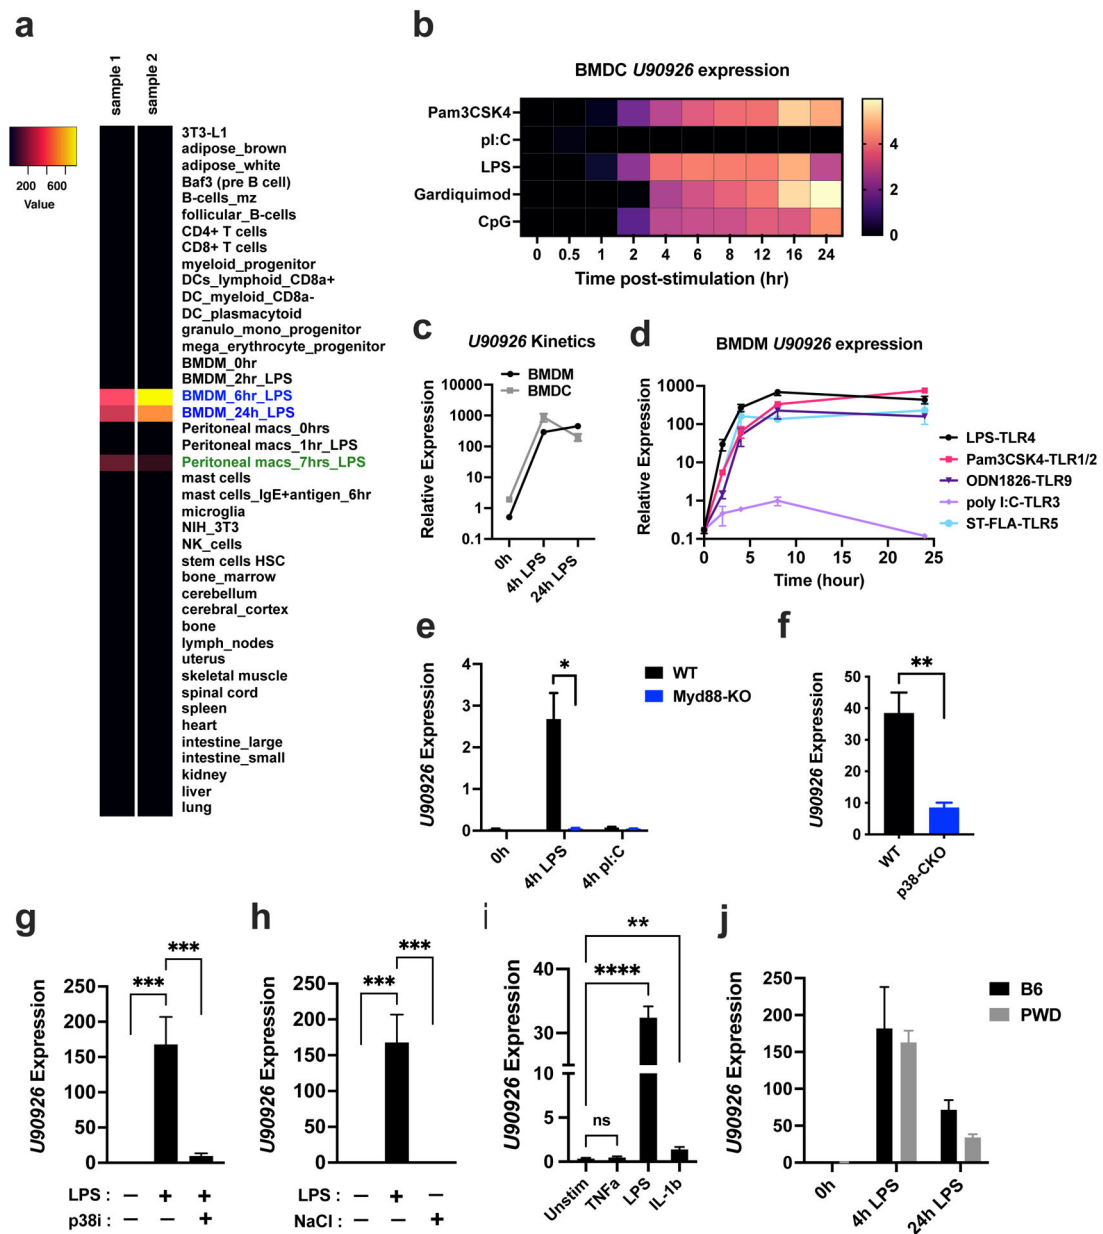 a
sample 1
sample 2
200 600
Value
3T3-L1
adipose_brown
adipose_white
Baf3 (pre B cell)
B-cells_mz
follicular_B-cells
CD4+ T cells
CD8+ T cells
myeloid_progenitor
DCs_lymphoid_CD8a+
DC_myeloid_CD8a-
DC_plasmacytoid
granulo_mono_progenitor
mega_erythrocyte_progenitor
BMDM_0hr
BMDM_2hr_LPS
BMDM_6hr_LPS
BMDM_24h_LPS
Peritoneal macs_0hrs
Peritoneal macs_1hr_LPS
Peritoneal macs_7hrs_LPS
mast cells
mast cells_IgE+antigen_6hr
microglia
NIH_3T3
NK_cells
stem cells HSC
bone_marrow
cerebellum
cerebral_cortex
bone
lymph_nodes
uterus
skeletal muscle
spinal cord
spleen
heart
intestine_large
intestine_small
kidney
liver
lung
b
BMDC U90926 expression
Pam3CSK4
pI:C
LPS
Gardiquimod
CpG
0 0.5 1 2 4 6 8 12 16 24
Time post-stimulation (hr)
4
2
0
c
U90926 Kinetics
BMDM
BMDC
Relative Expression
10000
1000
100
10
1
0.1
0h
4h LPS
24h LPS
d
BMDM U90926 expression
Relative Expression
1000
100
10
1
0.1
0 5 10 15 20 25
Time (hour)
LPS-TLR4
Pam3CSK4-TLR1/2
ODN1826-TLR9
poly I:C-TLR3
ST-FLA-TLR5
e
U90926 Expression
4
3
2
1
0
*
0h
4h LPS
4h pI:C
WT
Myd88-KO
f
U90926 Expression
50
40
30
20
10
0
**
WT
p38-CKO
g
U90926 Expression
250
200
150
100
50
0
***
***
LPS : − + +
p38i : − − +
h
U90926 Expression
250
200
150
100
50
0
***
***
LPS : − + −
NaCl : − − +
i
U90926 Expression
40
30
10
5
0
**
****
ns
Unstim
TNFa
LPS
IL-1b
j
U90926 Expression
250
200
150
100
50
0
0h
4h LPS
24h LPS
B6
PWD